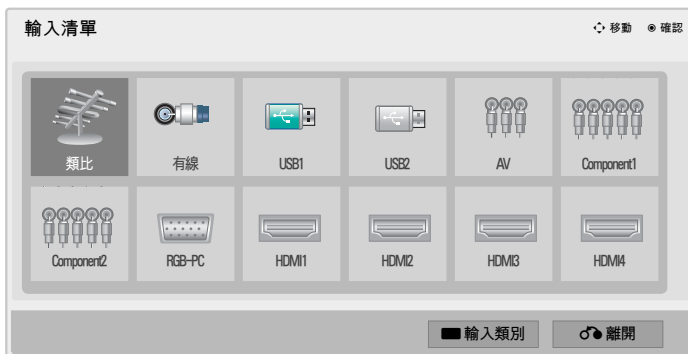 輸入清單
移動 確認
類比 有線 USB1 USB2 AV Component1
Component2 RGB-PC HDMI1 HDMI2 HDMI3 HDMI4
輸入類別 離開